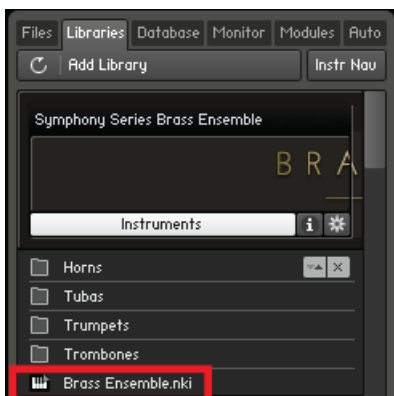 Files Libraries Database Monitor Modules Auto
Add Library Instr Nav
Symphony Series Brass Ensemble
BRA
Instruments i
Horns
Tubas
Trumpets
Trombones
Brass Ensemble.nki